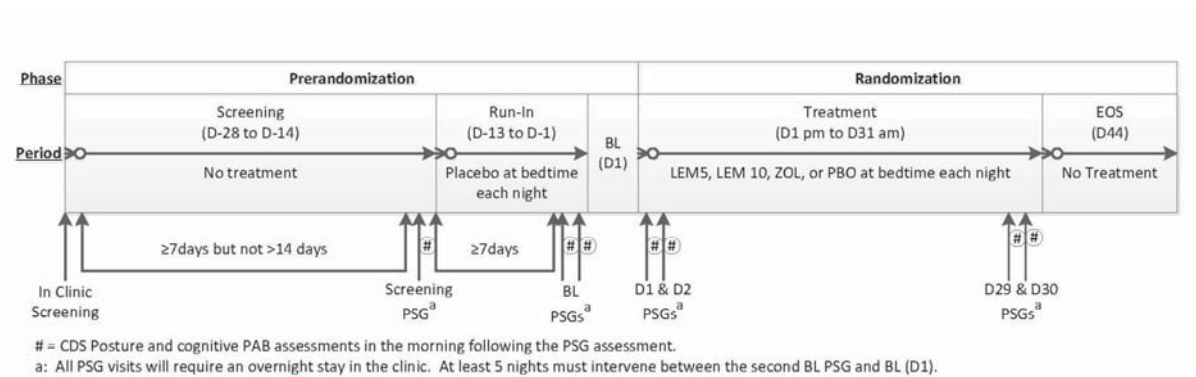 Phase Prerandomization Randomization
Screening Run-In Treatment EOS
(D-28 to D-14) (D-13 to D-1) BL (D1 pm to D31 am) (D44)
Period (D1)
No treatment Placebo at bedtime LEM5, LEM 10, ZOL, or PBO at bedtime each night No Treatment
each night
≥7days but not >14 days # ≥7days # # # # # #
In Clinic Screening BL D1 & D2 D29 & D30
Screening PSGa PSGsa PSGsa PSGsa
# = CDS Posture and cognitive PAB assessments in the morning following the PSG assessment.
a: All PSG visits will require an overnight stay in the clinic. At least 5 nights must intervene between the second BL PSG and BL (D1).